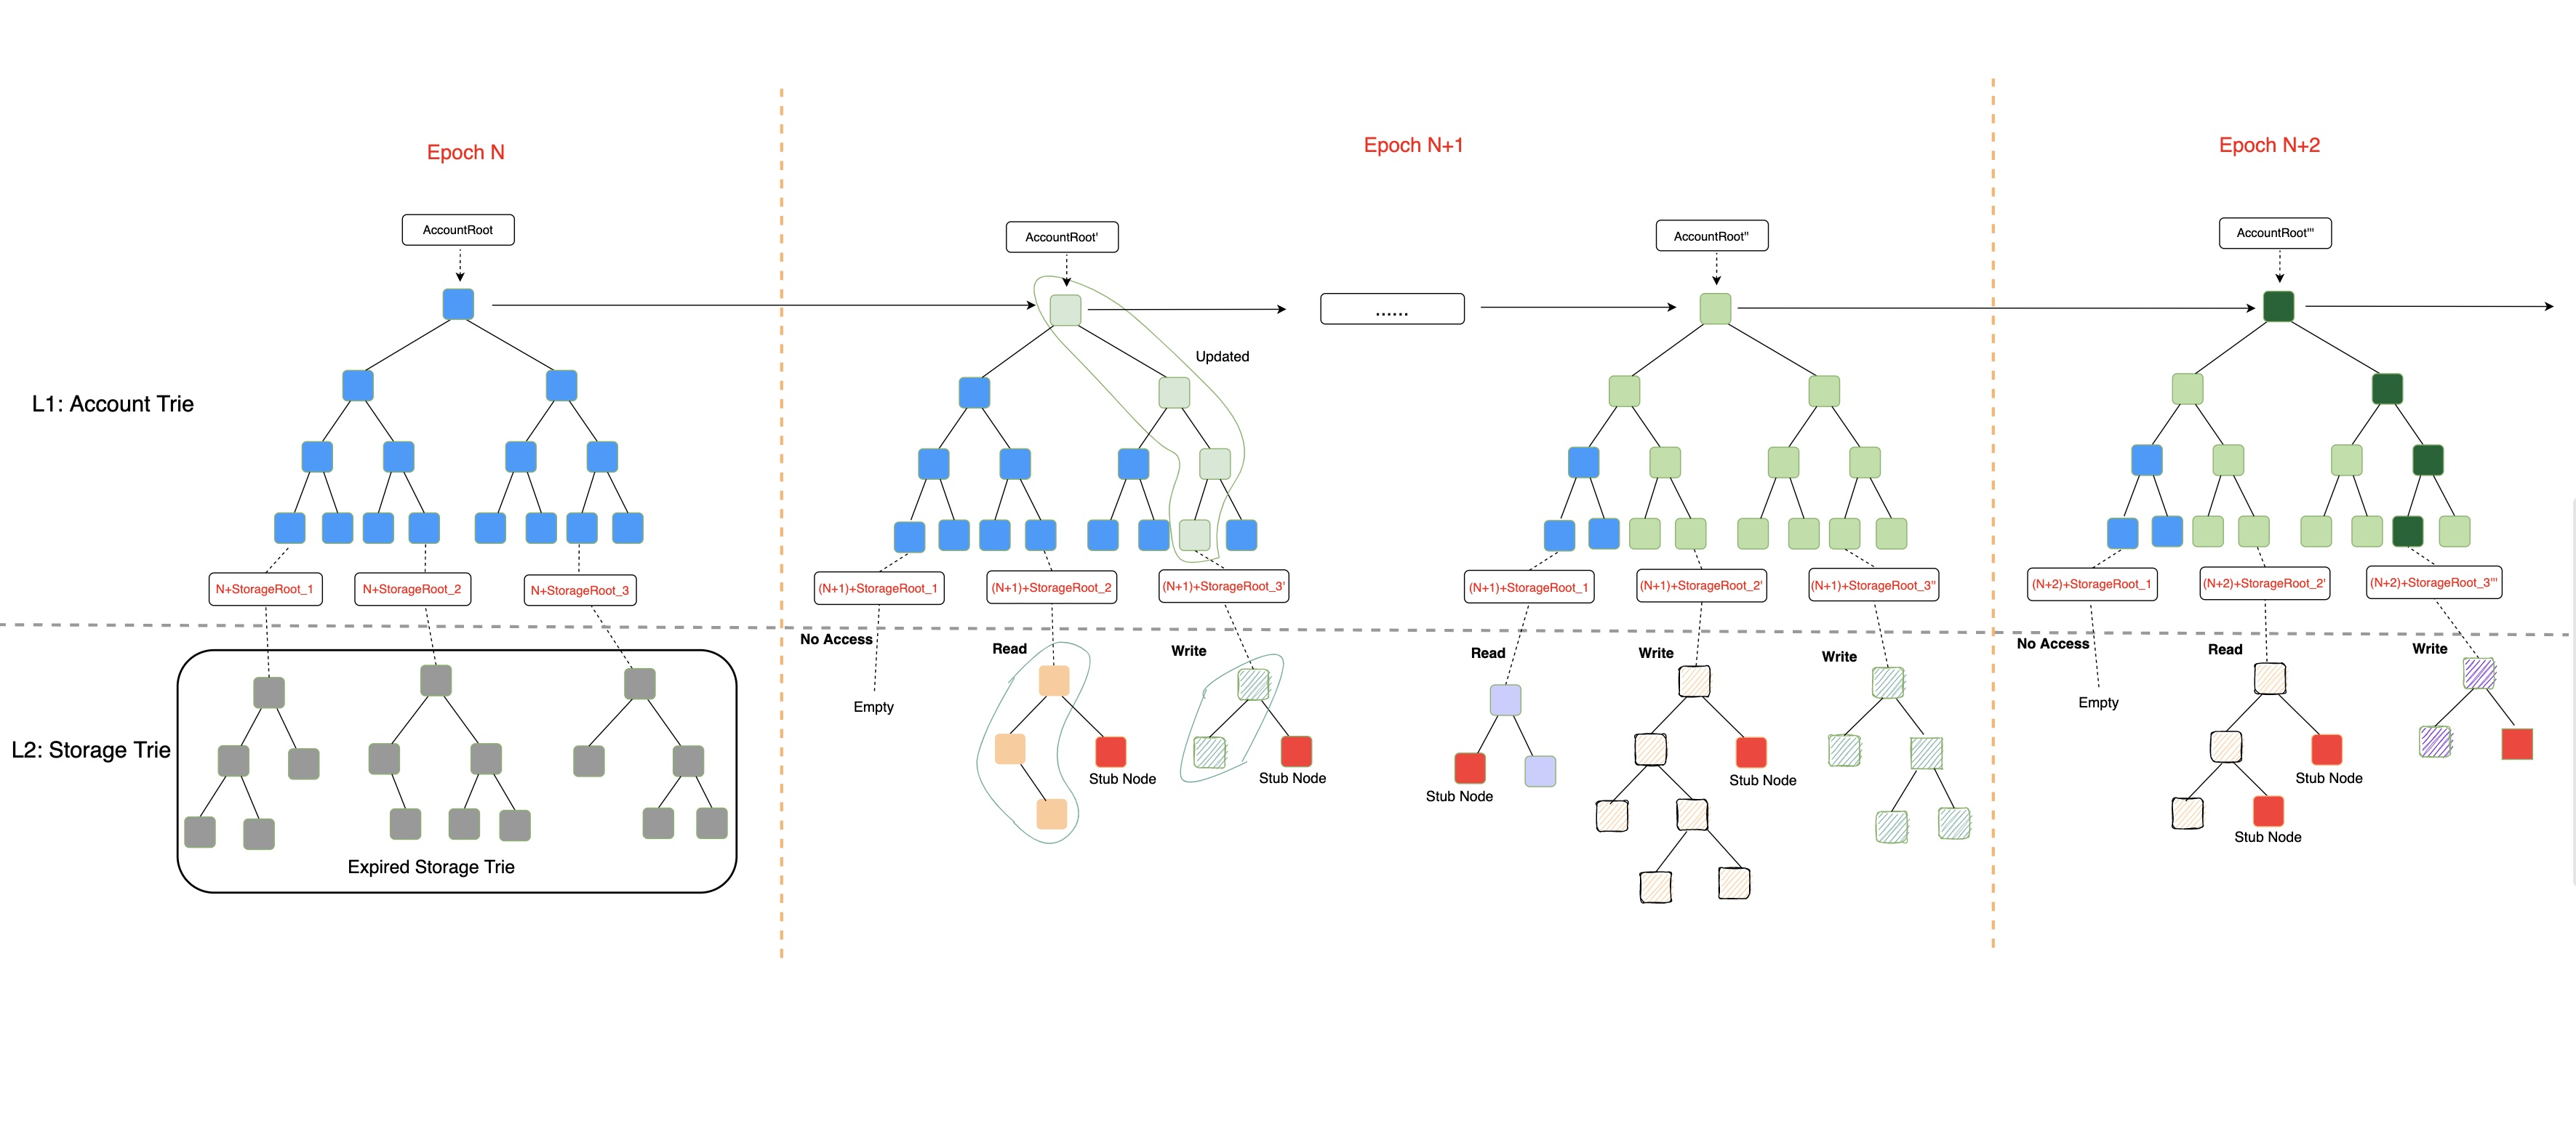 Epoch N
Epoch N+1
Epoch N+2
AccountRoot
AccountRoot'
AccountRoot''
AccountRoot'''
......
Updated
L1: Account Trie
N+StorageRoot_1
N+StorageRoot_2
N+StorageRoot_3
(N+1)+StorageRoot_1
(N+1)+StorageRoot_2
(N+1)+StorageRoot_3'
(N+1)+StorageRoot_1
(N+1)+StorageRoot_2'
(N+1)+StorageRoot_3''
(N+2)+StorageRoot_1
(N+2)+StorageRoot_2'
(N+2)+StorageRoot_3'''
No Access
Read
Write
Read
Write
Write
No Access
Read
Write
Empty
Empty
L2: Storage Trie
Stub Node
Stub Node
Stub Node
Stub Node
Stub Node
Stub Node
Expired Storage Trie